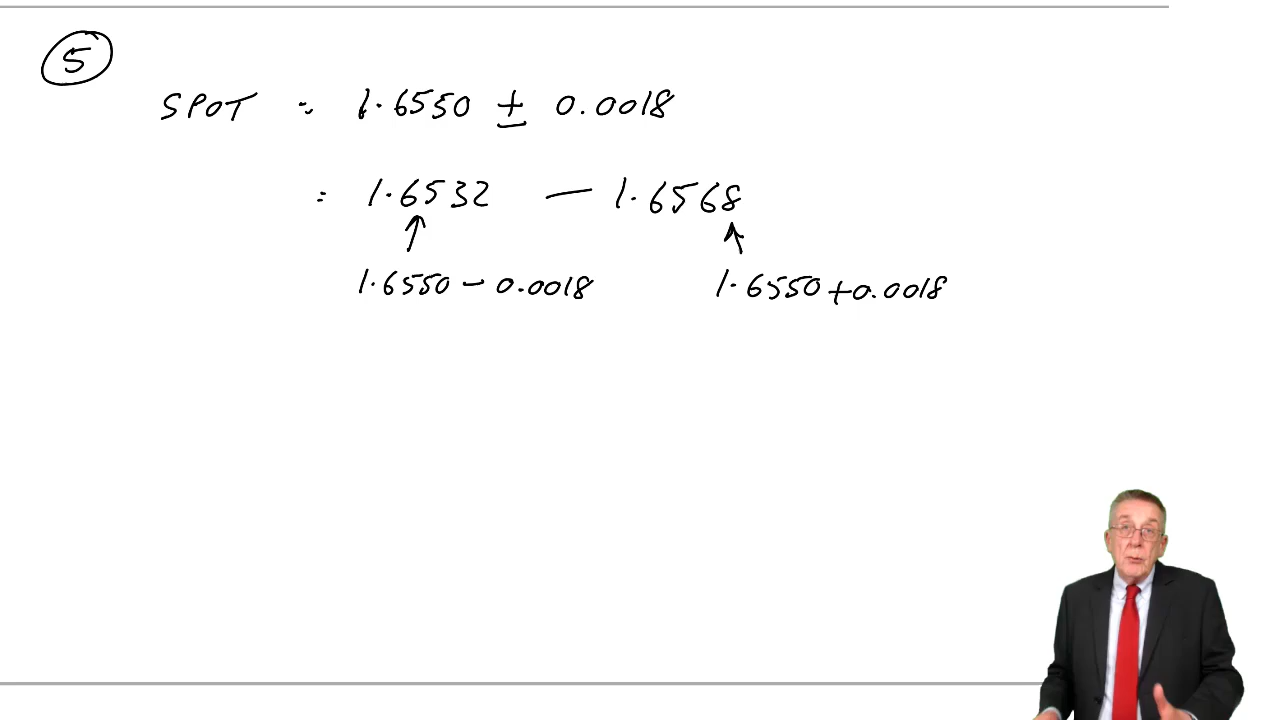 5
SPOT = 1.6550 ± 0.0018
= 1.6532 — 1.6568
↑ ↑
1.6550 - 0.0018 1.6550 + 0.0018